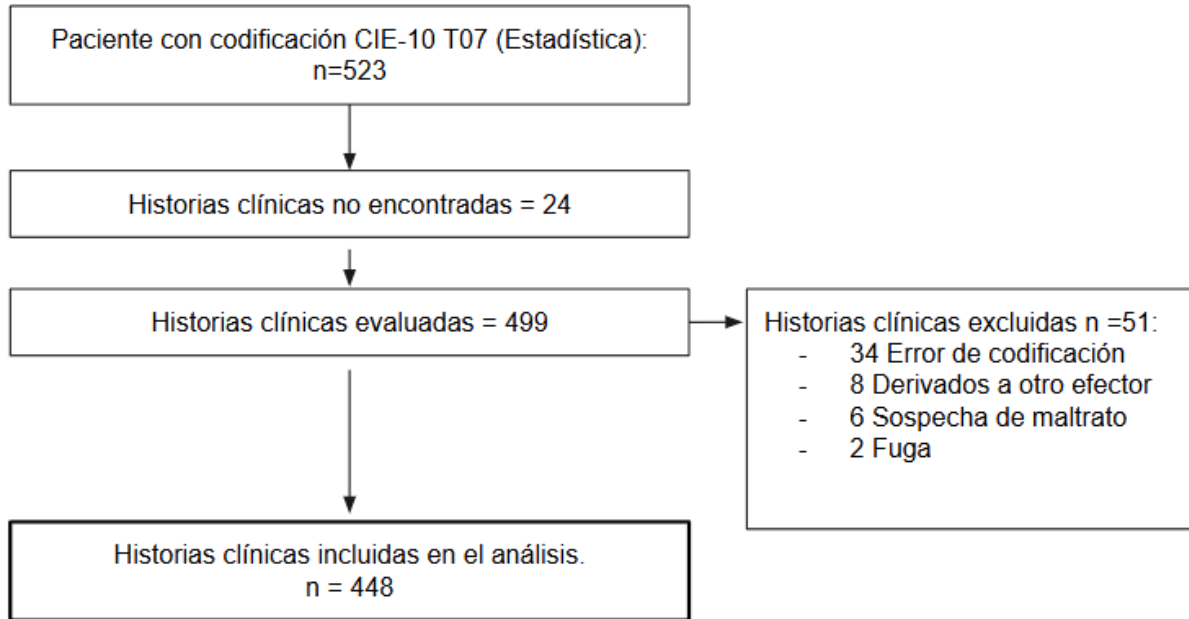 Paciente con codificación CIE-10 T07 (Estadística):
n=523
Historias clínicas no encontradas = 24
Historias clínicas evaluadas = 499
Historias clínicas excluidas n =51:
- 34 Error de codificación
- 8 Derivados a otro efector
- 6 Sospecha de maltrato
- 2 Fuga
Historias clínicas incluidas en el análisis.
n = 448